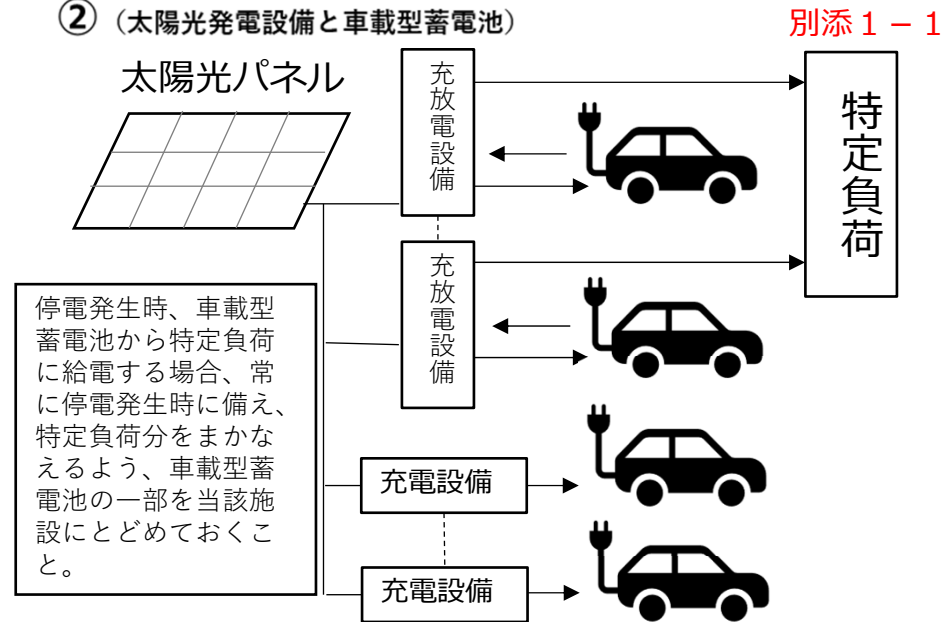 ② （太陽光発電設備と車載型蓄電池）
別添１－１
太陽光パネル
充放電設備
特定負荷
充放電設備
停電発生時、車載型
蓄電池から特定負荷
に給電する場合、常
に停電発生時に備え、
特定負荷分をまかな
えるよう、車載型蓄
電池の一部を当該施
設にとどめておくこ
と。
充電設備
充電設備